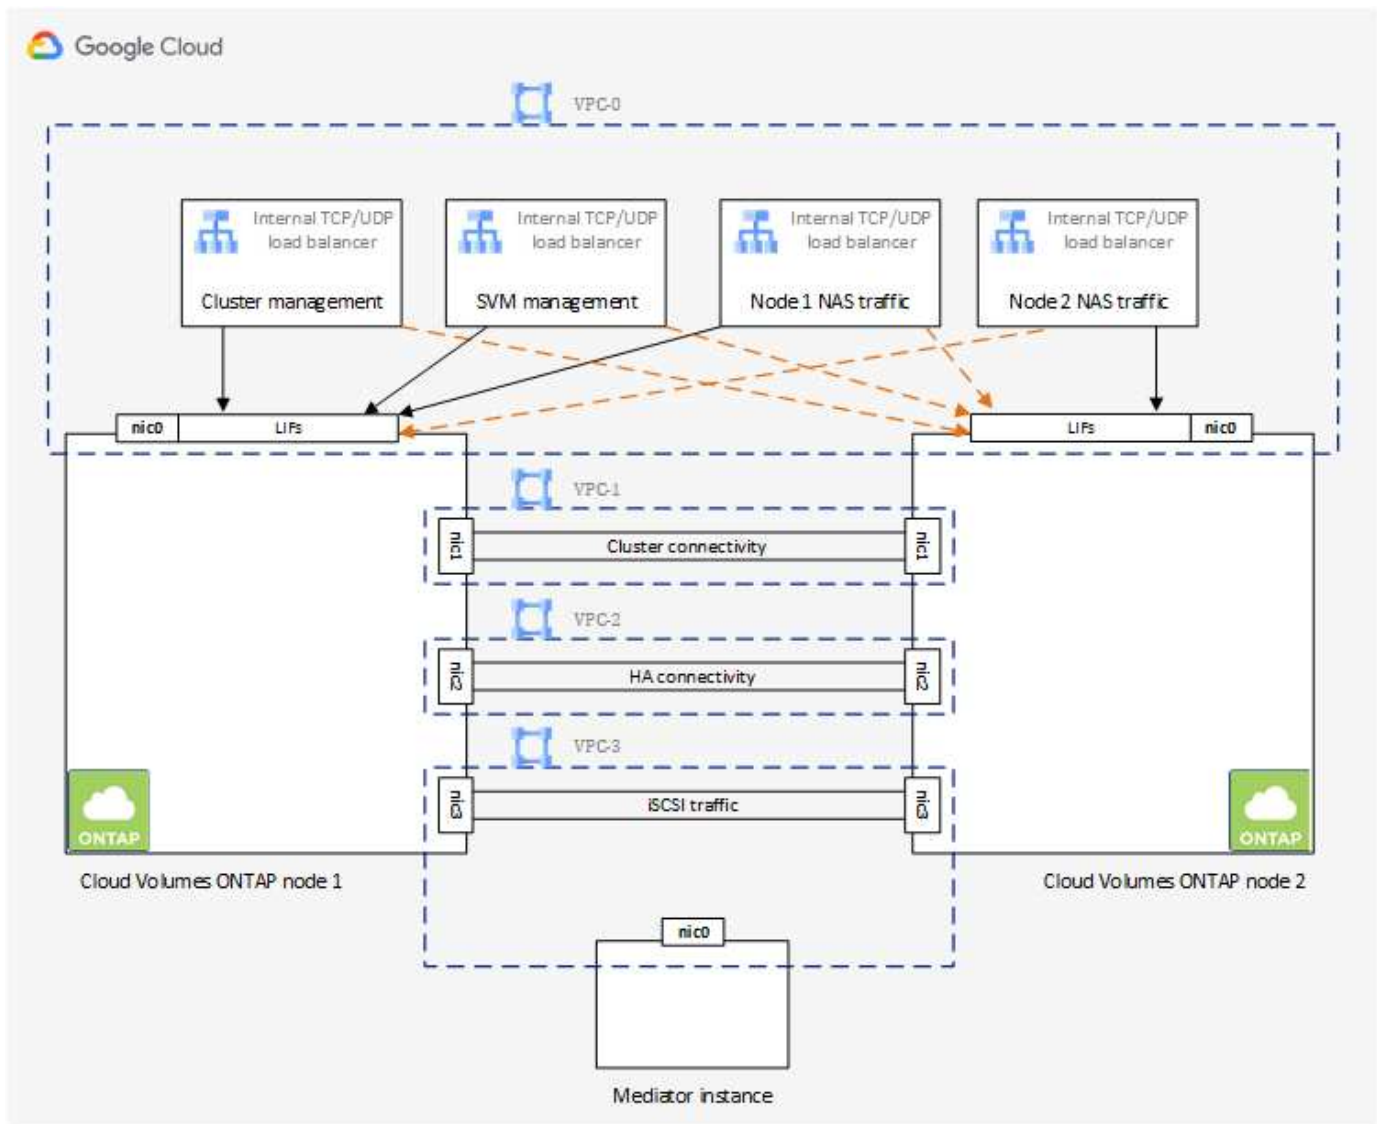 Google Cloud
VPC-0
Internal TCP/UDP
load balancer
Cluster management
Internal TCP/UDP
load balancer
SVM management
Internal TCP/UDP
load balancer
Node 1 NAS traffic
Internal TCP/UDP
load balancer
Node 2 NAS traffic
nic0
LIFs
LIFs
nic0
VPC-1
nic1
Cluster connectivity
nic1
VPC-2
nic2
HA connectivity
nic2
VPC-3
nic3
iSCSI traffic
nic3
ONTAP
ONTAP
Cloud Volumes ONTAP node 1
Cloud Volumes ONTAP node 2
nic0
Mediator instance